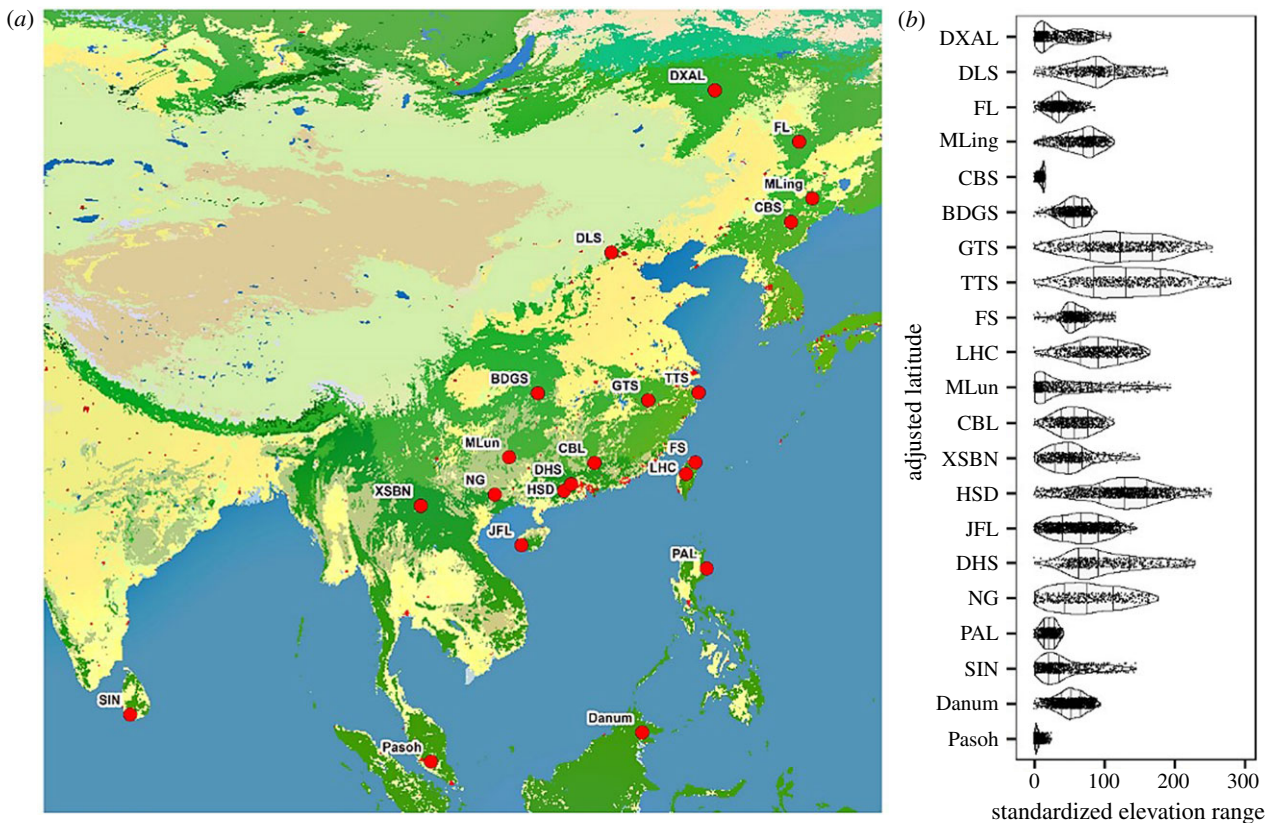 (a)
DXAL
FL
MLing
CBS
DLS
BDGS
GTS
TTS
MLun
CBL
FS
DHS
LHC
NG
HSD
XSBN
JFL
PAL
SIN
Danum
Pasoh
(b)
adjusted latitude
DXAL
DLS
FL
MLing
CBS
BDGS
GTS
TTS
FS
LHC
MLun
CBL
XSBN
HSD
JFL
DHS
NG
PAL
SIN
Danum
Pasoh
0 100 200 300
standardized elevation range